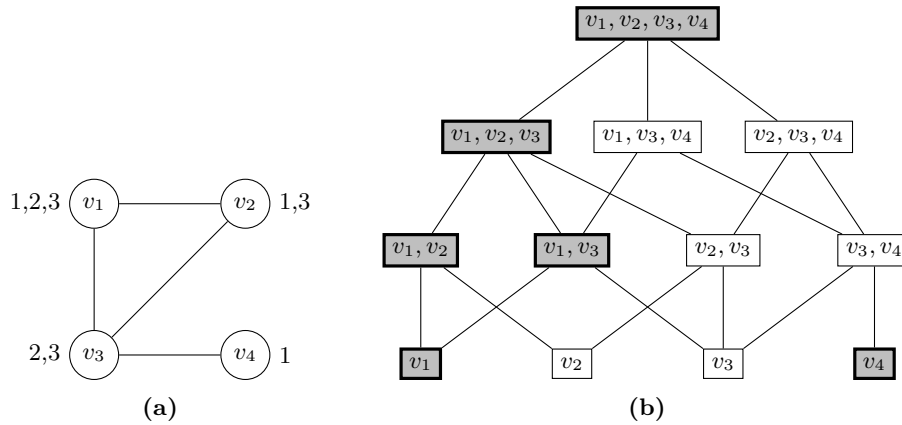 1,2,3 v₁ v₂ 1,3
2,3 v₃ v₄ 1
(a)
v₁, v₂, v₃, v₄
v₁, v₂, v₃ v₁, v₃, v₄ v₂, v₃, v₄
v₁, v₂ v₁, v₃ v₂, v₃ v₃, v₄
v₁ v₂ v₃ v₄
(b)